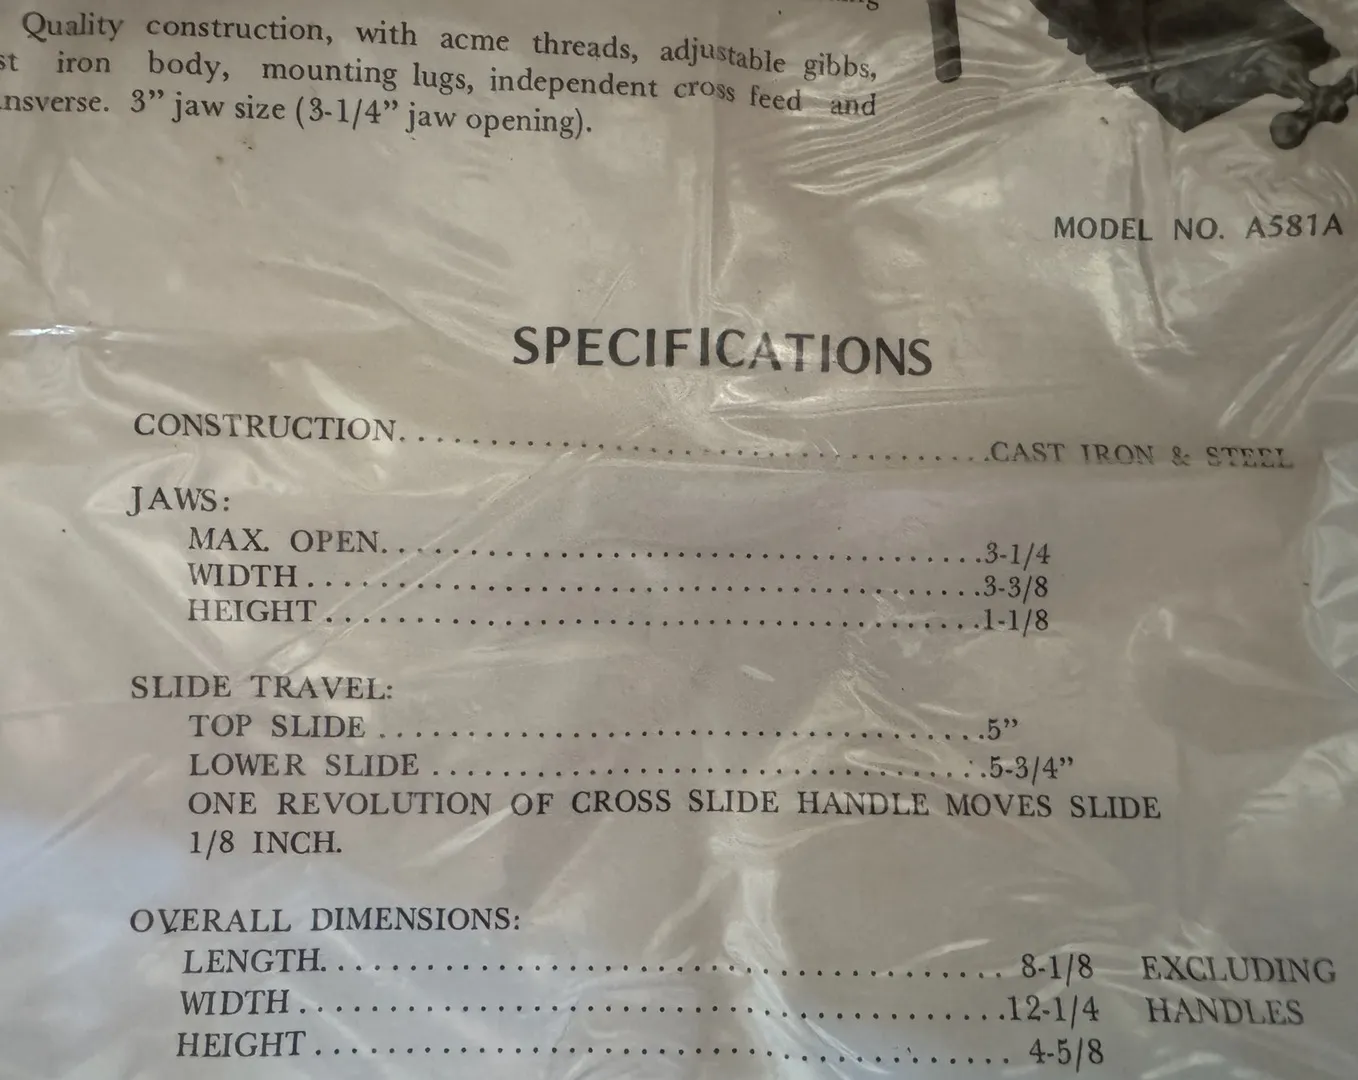 Quality construction, with acme threads, adjustable gibbs,
st iron body, mounting lugs, independent cross feed and
nsverse. 3” jaw size (3-1/4” jaw opening).
MODEL NO. A581A
SPECIFICATIONS
CONSTRUCTION.......................................CAST IRON & STEEL
JAWS:
MAX. OPEN.......................................3-1/4
WIDTH.......................................3-3/8
HEIGHT.......................................1-1/8
SLIDE TRAVEL:
TOP SLIDE.......................................5”
LOWER SLIDE.......................................5-3/4”
ONE REVOLUTION OF CROSS SLIDE HANDLE MOVES SLIDE
1/8 INCH.
OVERALL DIMENSIONS:
LENGTH....................................... 8-1/8 EXCLUDING
WIDTH.......................................12-1/4 HANDLES
HEIGHT....................................... 4-5/8